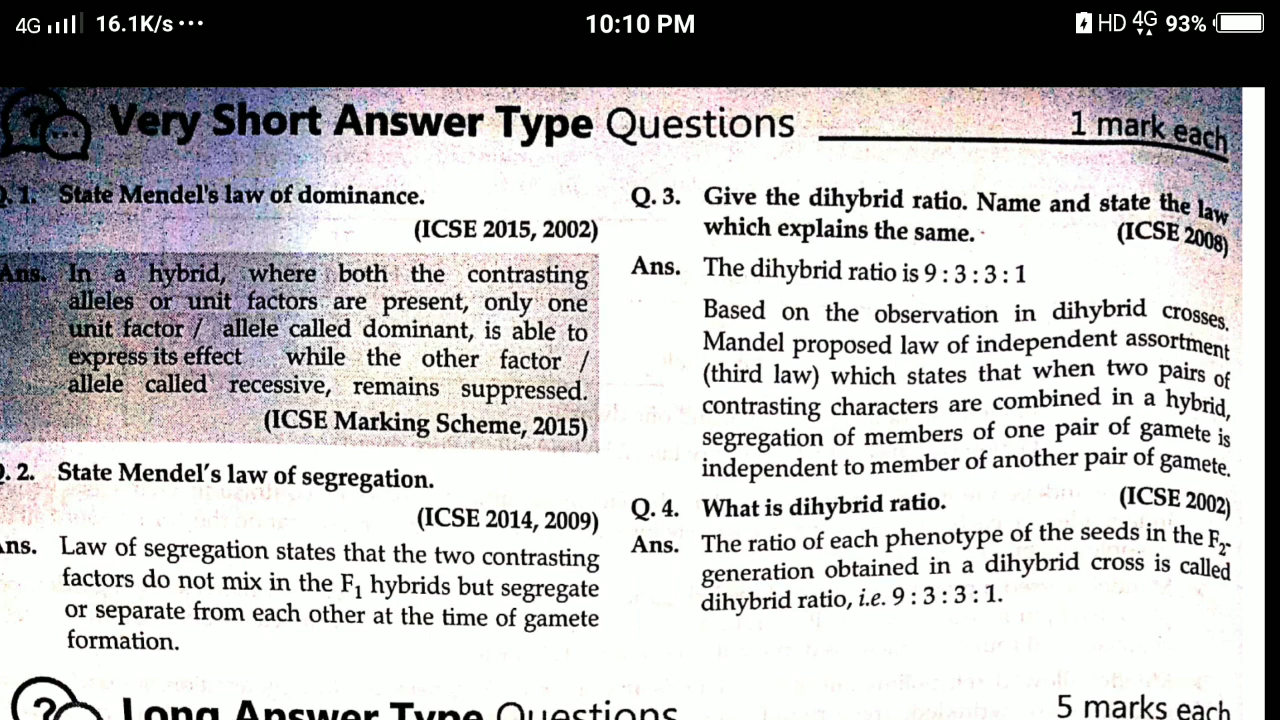 4G 16.1K/s ...
10:10 PM
HD 4G 93%
Very Short Answer Type Questions
1 mark each
Q. 1. State Mendel's law of dominance.
(ICSE 2015, 2002)
Ans. In a hybrid, where both the contrasting
alleles or unit factors are present, only one
unit factor / allele called dominant, is able to
express its effect while the other factor /
allele called recessive, remains suppressed.
(ICSE Marking Scheme, 2015)
. 2. State Mendel's law of segregation.
(ICSE 2014, 2009)
ns. Law of segregation states that the two contrasting
factors do not mix in the F1 hybrids but segregate
or separate from each other at the time of gamete
formation.
Q. 3. Give the dihybrid ratio. Name and state the law
which explains the same.
(ICSE 2008)
Ans. The dihybrid ratio is 9 : 3 : 3 : 1
Based on the observation in dihybrid crosses,
Mandel proposed law of independent assortment
(third law) which states that when two pairs of
contrasting characters are combined in a hybrid,
segregation of members of one pair of gamete is
independent to member of another pair of gamete.
Q. 4. What is dihybrid ratio.
(ICSE 2002)
Ans. The ratio of each phenotype of the seeds in the F2-
generation obtained in a dihybrid cross is called
dihybrid ratio, i.e. 9 : 3 : 3 : 1.
Long Answer Type Questions
5 marks each